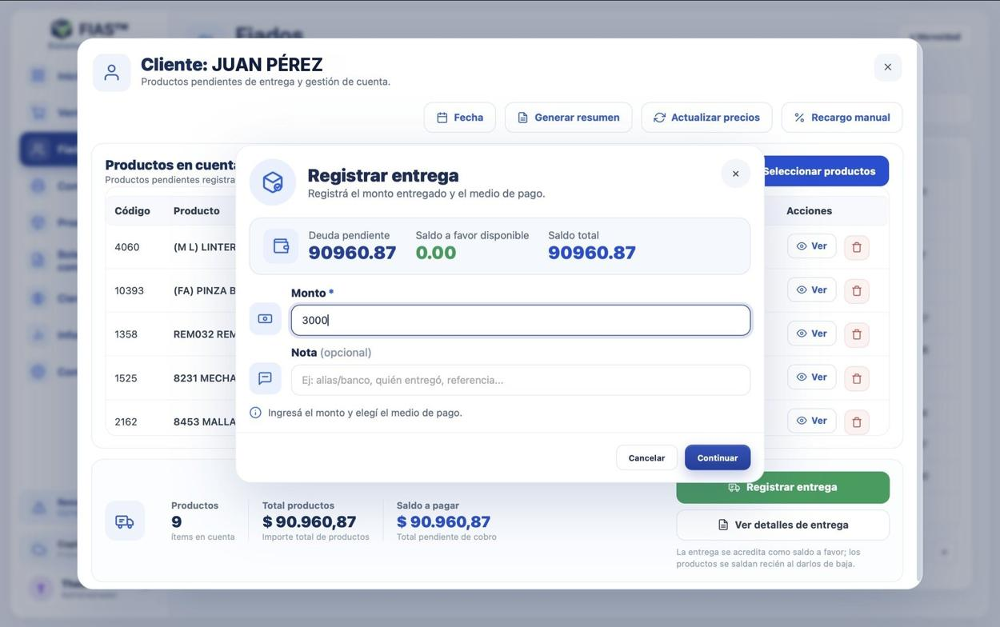 FIAS™
Fiados
Cliente: JUAN PÉREZ
Productos pendientes de entrega y gestión de cuenta.
Fecha
Generar resumen
Actualizar precios
Recargo manual
Productos en cuenta
Productos pendientes registra
Seleccionar productos
Código Producto Acciones
4060 (M L) LINTER Ver
10393 (FA) PINZA B Ver
1358 REM032 REM Ver
1525 8231 MECHA Ver
2162 8453 MALLA Ver
Registrar entrega
Registrá el monto entregado y el medio de pago.
Deuda pendiente Saldo a favor disponible Saldo total
90960.87 0.00 90960.87
Monto *
3000
Nota (opcional)
Ej: alias/banco, quién entregó, referencia...
Ingresá el monto y elegí el medio de pago.
Cancelar
Continuar
Productos Total productos Saldo a pagar
9 $ 90.960,87 $ 90.960,87
ítems en cuenta Importe total de productos Total pendiente de cobro
Registrar entrega
Ver detalles de entrega
La entrega se acredita como saldo a favor; los
productos se saldan recién al darlos de baja.